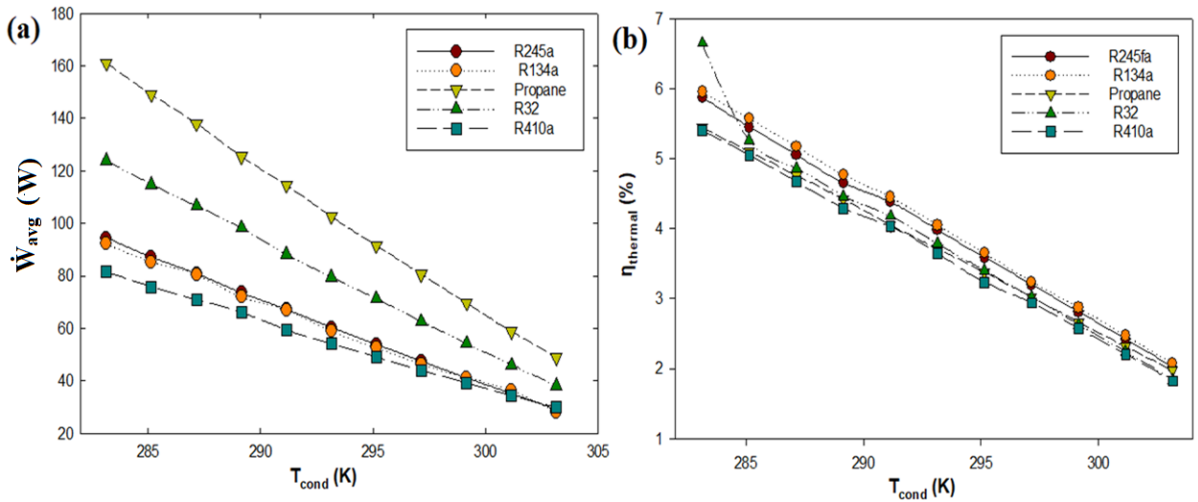 (a)
180
160
140
120
100
80
60
40
20
Ẇavg (W)
285
290
295
300
305
Tcond (K)
R245a
R134a
Propane
R32
R410a
(b)
7
6
5
4
3
2
1
ηthermal (%)
285
290
295
300
Tcond (K)
R245fa
R134a
Propane
R32
R410a